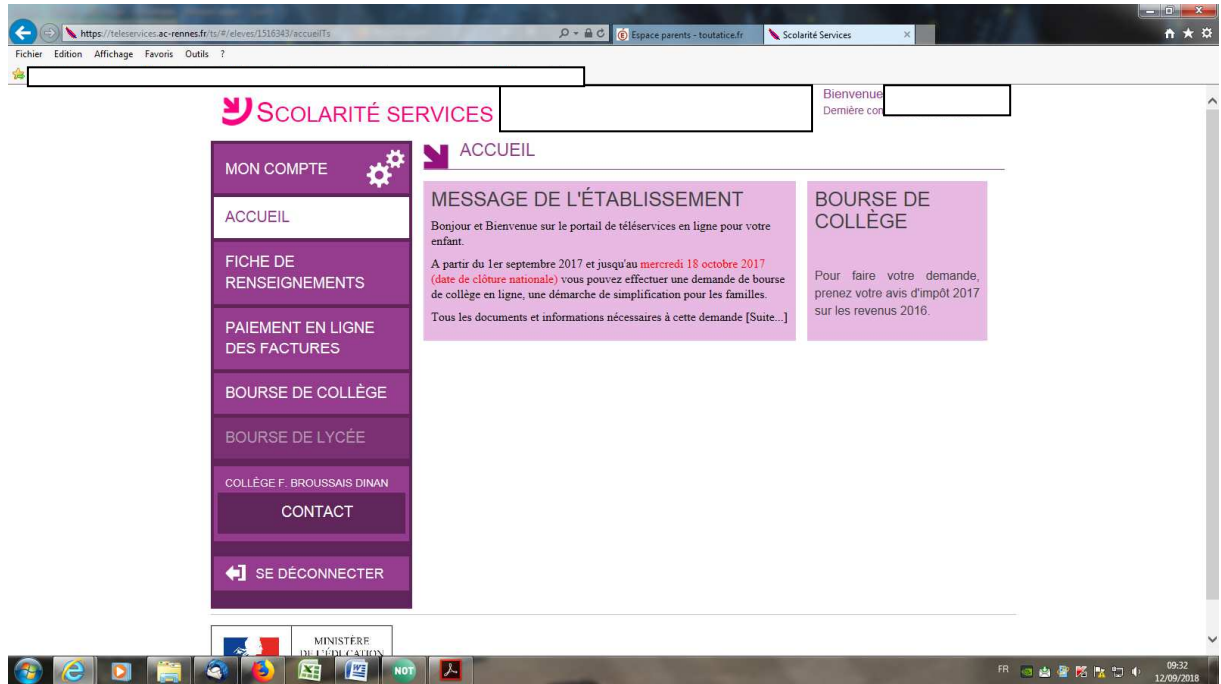 https://teleservices.ac-rennes.fr/ts/#/eleves/1516343/accueilTs
Espace parents - toutatice.fr
Scolarité Services
Fichier Edition Affichage Favoris Outils ?
SCOLARITÉ SERVICES
Bienvenue
Dernière con
MON COMPTE
ACCUEIL
FICHE DE
RENSEIGNEMENTS
PAIEMENT EN LIGNE
DES FACTURES
BOURSE DE COLLÈGE
BOURSE DE LYCÉE
COLLÈGE F. BROUSSAIS DINAN
CONTACT
SE DÉCONNECTER
ACCUEIL
MESSAGE DE L'ÉTABLISSEMENT
Bonjour et Bienvenue sur le portail de téléservices en ligne pour votre
enfant.
A partir du 1er septembre 2017 et jusqu'au mercredi 18 octobre 2017
(date de clôture nationale) vous pouvez effectuer une demande de bourse
de collège en ligne, une démarche de simplification pour les familles.
Tous les documents et informations nécessaires à cette demande [Suite...]
BOURSE DE
COLLÈGE
Pour faire votre demande,
prenez votre avis d'impôt 2017
sur les revenus 2016.
MINISTÈRE
DE L'ÉDUCATION
NOT
FR
09:32
12/09/2018